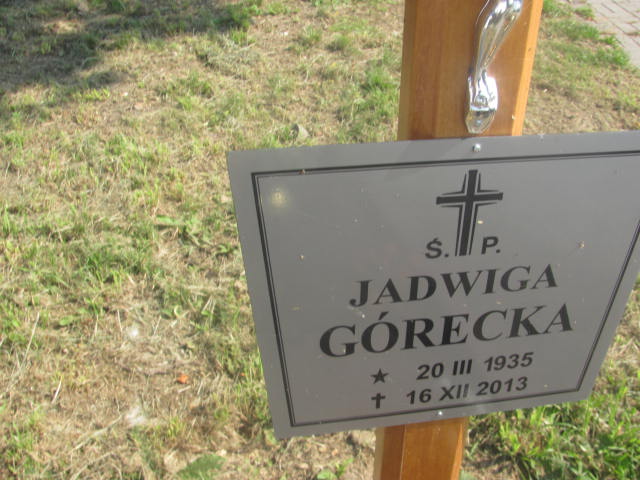 Ś. P.
JADWIGA
GÓRECKA
★ 20 III 1935
✝ 16 XII 2013